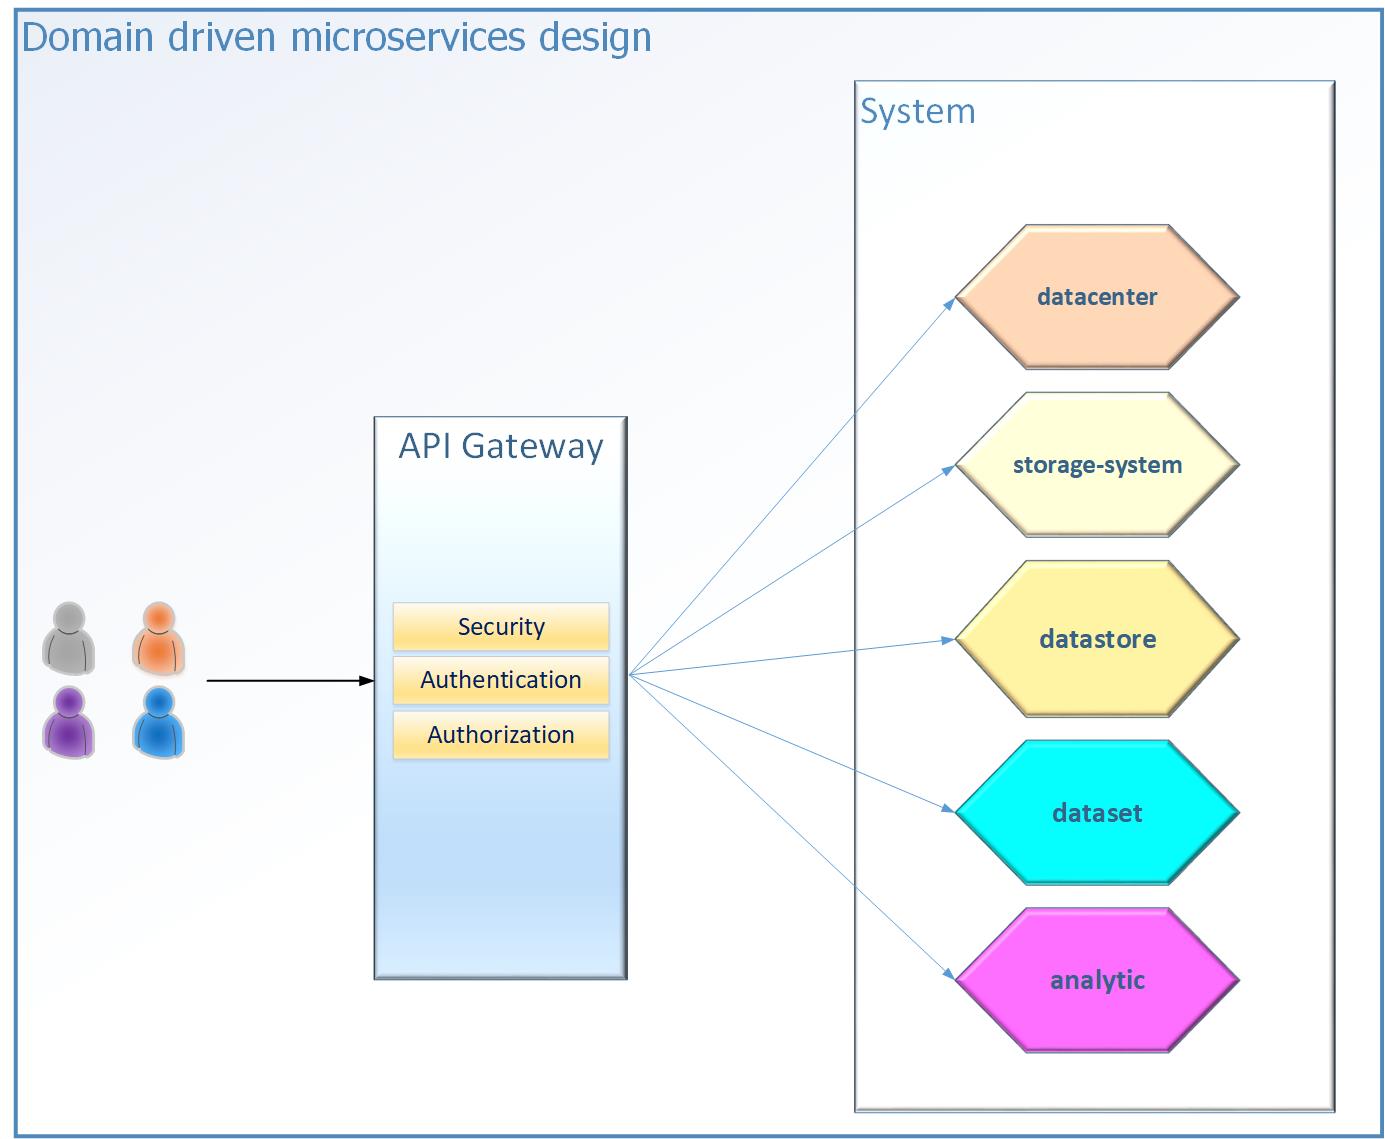 Domain driven microservices design
System
API Gateway
Security
Authentication
Authorization
datacenter
storage-system
datastore
dataset
analytic